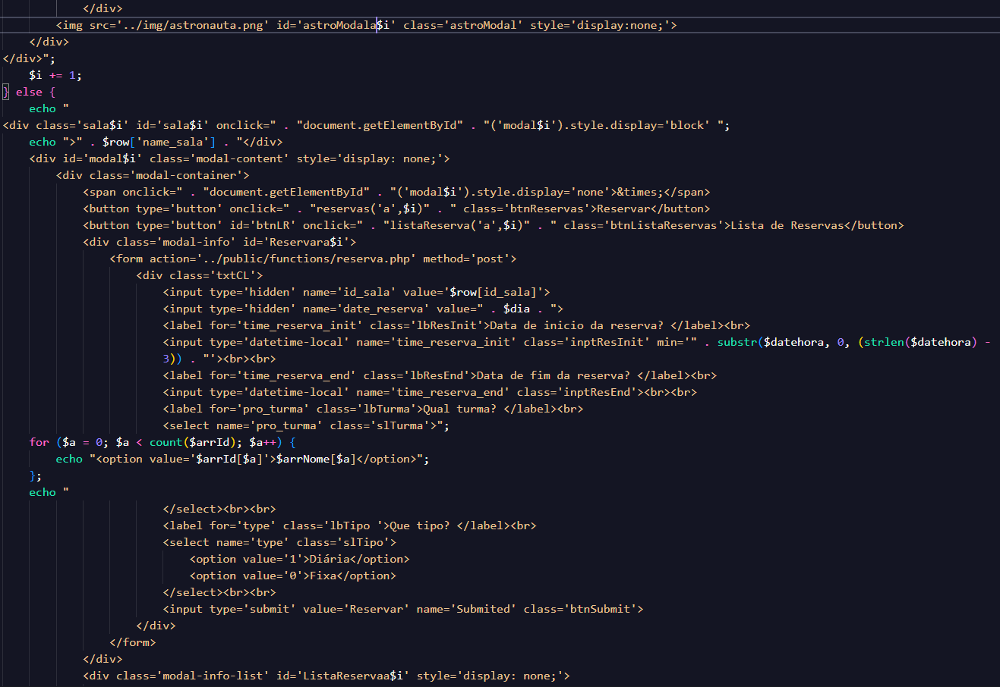 </div>
<img src='../img/astronauta.png' id='astroModala$i' class='astroModal' style='display:none;'>
</div>
</div>";
$i += 1;
} else {
echo "
<div class='sala$i' id='sala$i' onclick=" . "document.getElementById" . "('modal$i').style.display='block' ";
echo ">" . $row['name_sala'] . "</div>
<div id='modal$i' class='modal-content' style='display: none;'>
<div class='modal-container'>
<span onclick=" . "document.getElementById" . "('modal$i').style.display='none'>&times;</span>
<button type='button' onclick=" . "reservas('a',$i)" . " class='btnReservas'>Reservar</button>
<button type='button' id='btnLR' onclick=" . "listaReserva('a',$i)" . " class='btnListaReservas'>Lista de Reservas</button>
<div class='modal-info' id='Reservara$i'>
<form action='../public/functions/reserva.php' method='post'>
<div class='txtCL'>
<input type='hidden' name='id_sala' value='$row[id_sala]'>
<input type='hidden' name='date_reserva' value=" . $dia . ">
<label for='time_reserva_init' class='lbResInit'>Data de inicio da reserva? </label><br>
<input type='datetime-local' name='time_reserva_init' class='inptResInit' min='" . substr($datehora, 0, (strlen($datehora) -
3)) . "'><br><br>
<label for='time_reserva_end' class='lbResEnd'>Data de fim da reserva? </label><br>
<input type='datetime-local' name='time_reserva_end' class='inptResEnd'><br><br>
<label for='pro_turma' class='lbTurma'>Qual turma? </label><br>
<select name='pro_turma' class='slTurma'>";
for ($a = 0; $a < count($arrId); $a++) {
echo "<option value='$arrId[$a]'>$arrNome[$a]</option>";
};
echo "
</select><br><br>
<label for='type' class='lbTipo '>Que tipo? </label><br>
<select name='type' class='slTipo'>
<option value='1'>Diária</option>
<option value='0'>Fixa</option>
</select><br><br>
<input type='submit' value='Reservar' name='Submited' class='btnSubmit'>
</div>
</form>
</div>
<div class='modal-info-list' id='ListaReservaa$i' style='display: none;'>